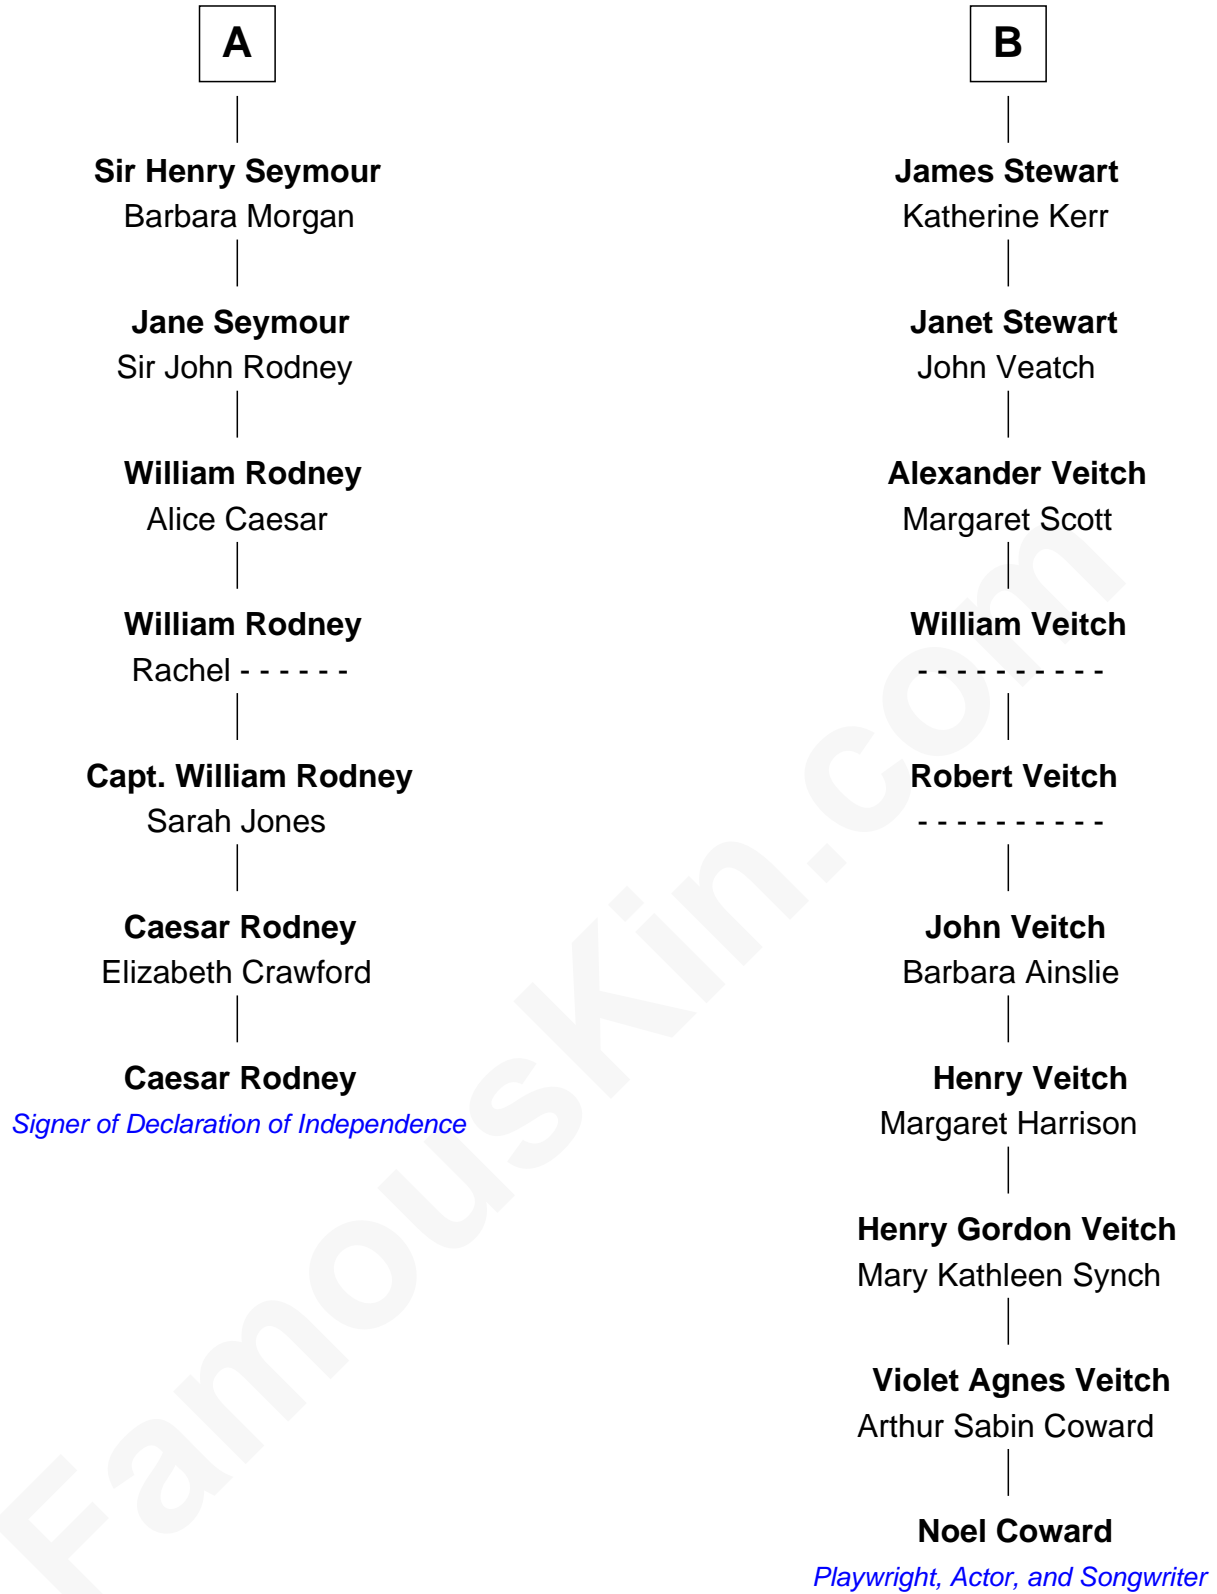 A
Sir Henry Seymour
Barbara Morgan
Jane Seymour
Sir John Rodney
William Rodney
Alice Caesar
William Rodney
Rachel - - - - - -
Capt. William Rodney
Sarah Jones
Caesar Rodney
Elizabeth Crawford
Caesar Rodney
Signer of Declaration of Independence
B
James Stewart
Katherine Kerr
Janet Stewart
John Veatch
Alexander Veitch
Margaret Scott
William Veitch
- - - - - - - - - -
Robert Veitch
- - - - - - - - - -
John Veitch
Barbara Ainslie
Henry Veitch
Margaret Harrison
Henry Gordon Veitch
Mary Kathleen Synch
Violet Agnes Veitch
Arthur Sabin Coward
Noel Coward
Playwright, Actor, and Songwriter
FamousKin.com